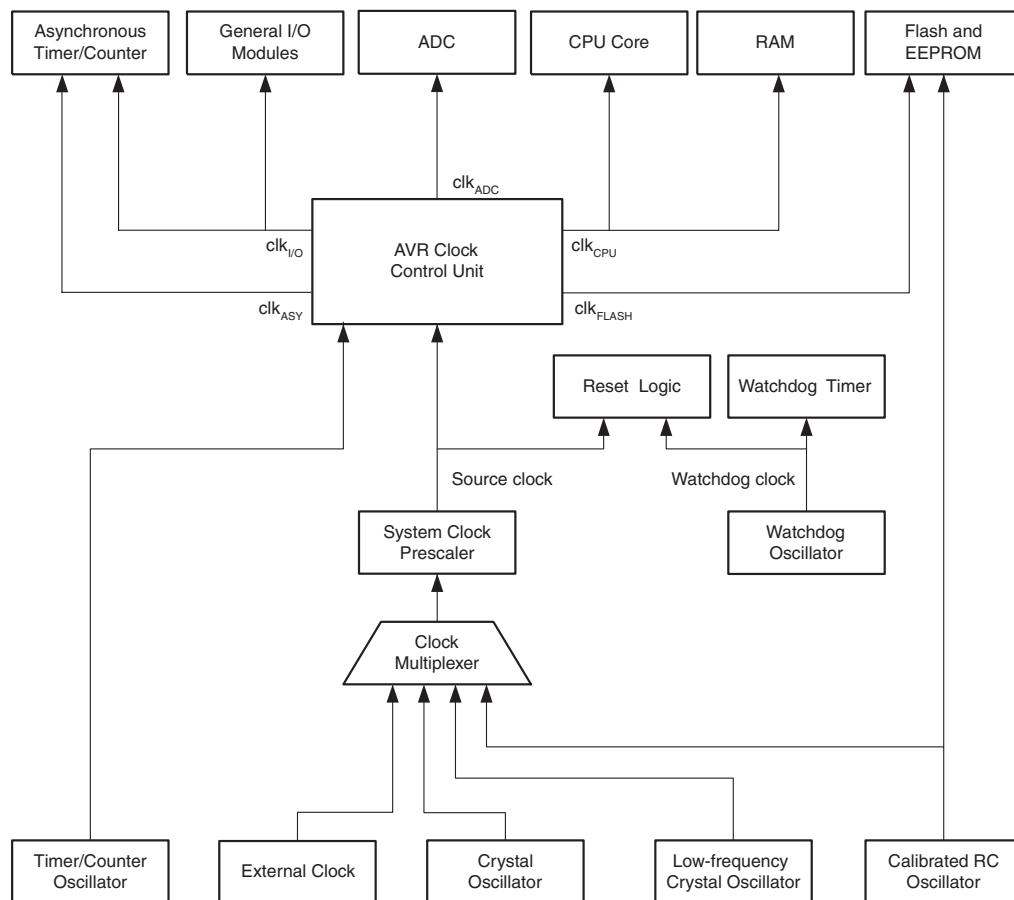 Asynchronous
Timer/Counter
General I/O
Modules
ADC
CPU Core
RAM
Flash and
EEPROM
clkADC
clkI/O
AVR Clock
Control Unit
clkCPU
clkASY
clkFLASH
Reset Logic
Watchdog Timer
Source clock
Watchdog clock
System Clock
Prescaler
Watchdog
Oscillator
Clock
Multiplexer
Timer/Counter
Oscillator
External Clock
Crystal
Oscillator
Low-frequency
Crystal Oscillator
Calibrated RC
Oscillator